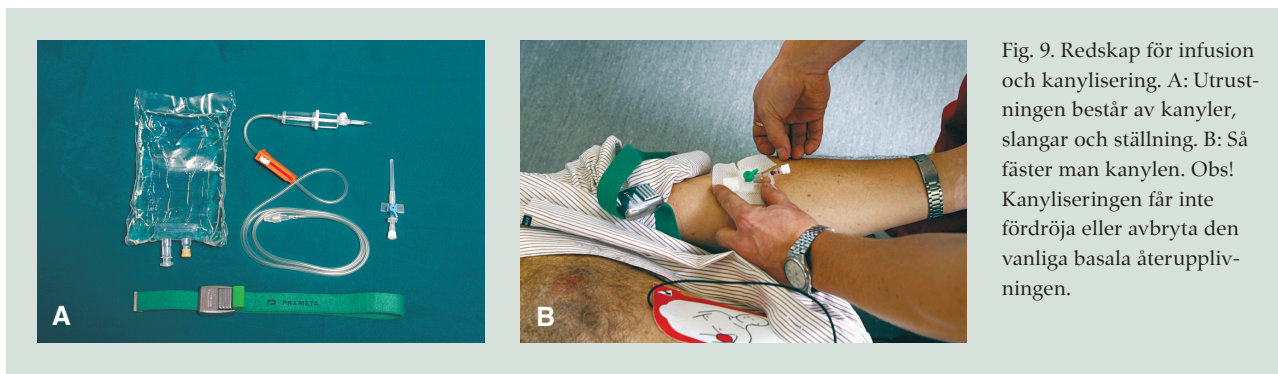 PRIMETA
A
B
Fig. 9. Redskap för infusion
och kanylisering. A: Utrust-
ningen består av kanyler,
slangar och ställning. B: Så
fäster man kanylen. Obs!
Kanyliseringen får inte
fördröja eller avbryta den
vanliga basala återuppliv-
ningen.